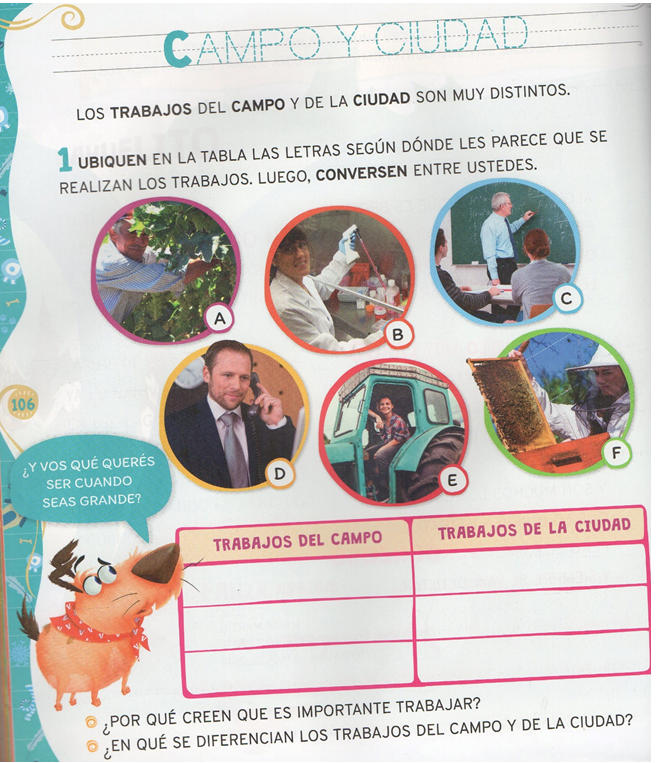 CAMPO Y CIUDAD
LOS TRABAJOS DEL CAMPO Y DE LA CIUDAD SON MUY DISTINTOS.
1 UBIQUEN EN LA TABLA LAS LETRAS SEGÚN DÓNDE LES PARECE QUE SE
REALIZAN LOS TRABAJOS. LUEGO, CONVERSEN ENTRE USTEDES.
A
B
C
D
E
F
106
¿Y VOS QUÉ QUERÉS
SER CUANDO
SEAS GRANDE?
TRABAJOS DEL CAMPO
TRABAJOS DE LA CIUDAD
¿POR QUÉ CREEN QUE ES IMPORTANTE TRABAJAR?
¿EN QUÉ SE DIFERENCIAN LOS TRABAJOS DEL CAMPO Y DE LA CIUDAD?